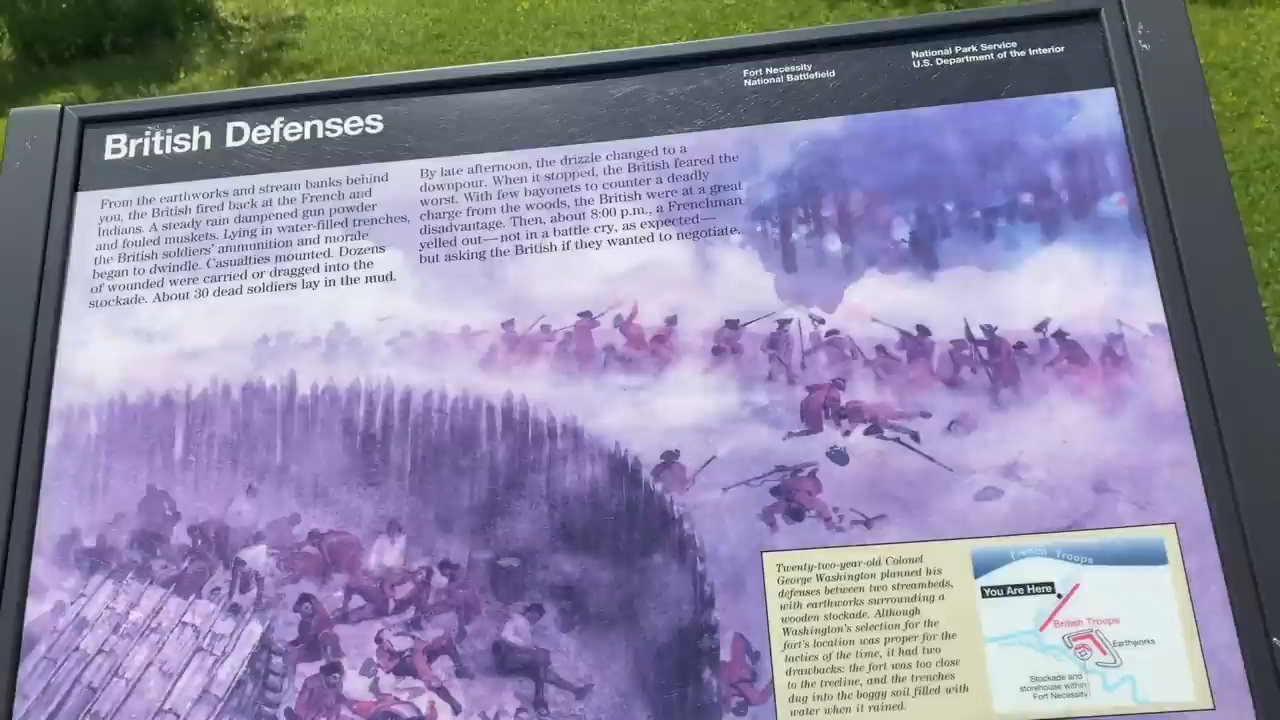 Fort Necessity
National Battlefield
National Park Service
U.S. Department of the Interior
British Defenses
From the earthworks and stream banks behind
you, the British fired back at the French and
Indians. A steady rain dampened gun powder
and fouled muskets. Lying in water-filled trenches,
the British soldiers' ammunition and morale
began to dwindle. Casualties mounted. Dozens
of wounded were carried or dragged into the
stockade. About 30 dead soldiers lay in the mud.
By late afternoon, the drizzle changed to a
downpour. When it stopped, the British feared the
worst. With few bayonets to counter a deadly
charge from the woods, the British were at a great
disadvantage. Then, about 8:00 p.m., a Frenchman
yelled out—not in a battle cry, as expected—
but asking the British if they wanted to negotiate.
Twenty-two-year-old Colonel
George Washington planned his
defenses between two streambeds,
with earthworks surrounding a
wooden stockade. Although
Washington's selection for the
fort's location was proper for the
tactics of the time, it had two
drawbacks: the fort was too close
to the treeline, and the trenches
dug into the boggy soil filled with
water when it rained.
French Troops
You Are Here
British Troops
Earthworks
Stockade and
storehouse within
Fort Necessity